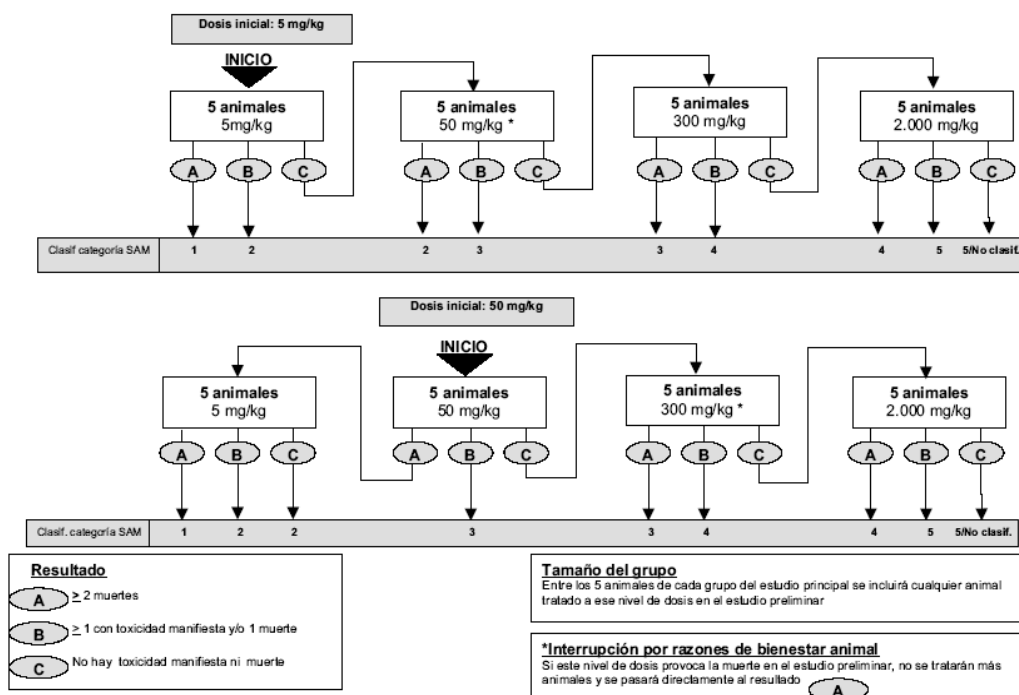 Dosis inicial: 5 mg/kg
INICIO
5 animales
5mg/kg
5 animales
50 mg/kg *
5 animales
300 mg/kg
5 animales
2.000 mg/kg
A B C A B C A B C A B C
Clasif categoría SAM 1 2 2 3 3 4 4 5 5/No clasif.
Dosis inicial: 50 mg/kg
INICIO
5 animales
5 mg/kg
5 animales
50 mg/kg
5 animales
300 mg/kg *
5 animales
2.000 mg/kg
A B C A B C A B C A B C
Clasif. categoría SAM 1 2 2 3 3 4 4 5 5/No clasif.
Resultado
A ≥ 2 muertes
B ≥ 1 con toxicidad manifiesta y/o 1 muerte
C No hay toxicidad manifiesta ni muerte
Tamaño del grupo
Entre los 5 animales de cada grupo del estudio principal se incluirá cualquier animal
tratado a ese nivel de dosis en el estudio preliminar
*Interrupción por razones de bienestar animal
Si este nivel de dosis provoca la muerte en el estudio preliminar, no se tratarán más
animales y se pasará directamente al resultado A